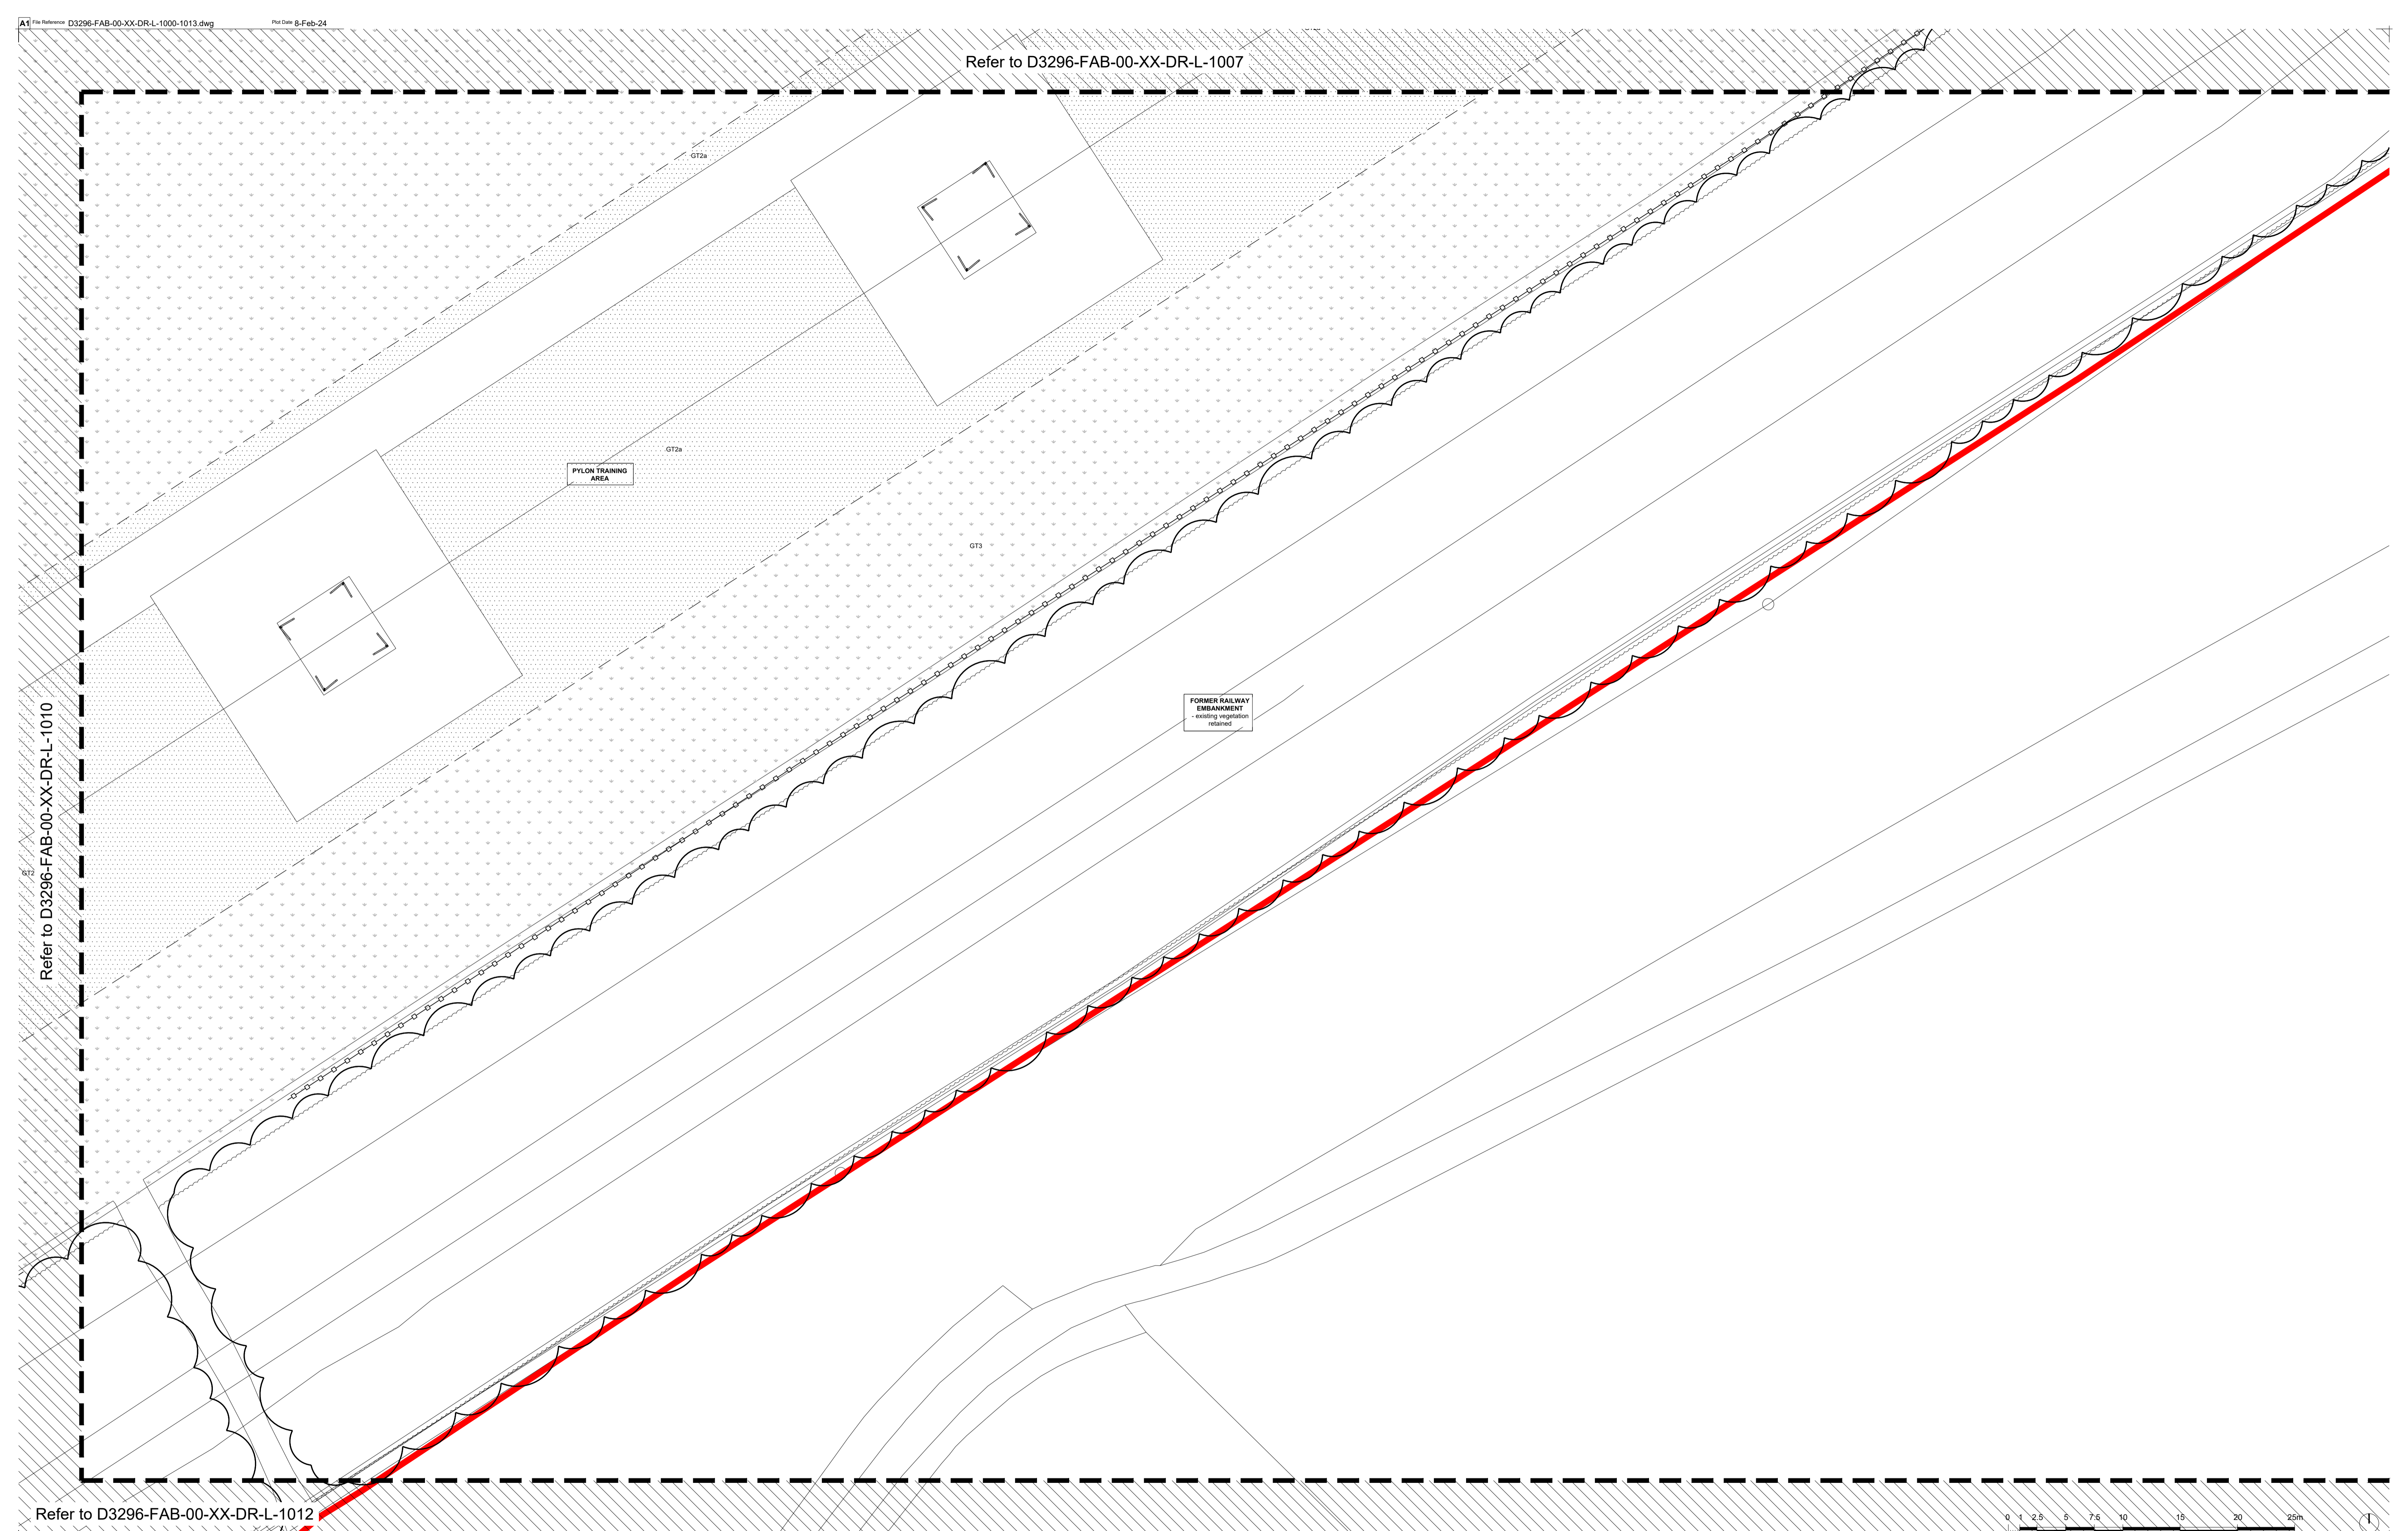 A1 File Reference D3296-FAB-00-XX-DR-L-1000-1013.dwg Plot Date 8-Feb-24
Refer to D3296-FAB-00-XX-DR-L-1007
GT2a
GT2a
PYLON TRAINING
AREA
GT3
FORMER RAILWAY
EMBANKMENT
- existing vegetation
retained
Refer to D3296-FAB-00-XX-DR-L-1010
GT2
Refer to D3296-FAB-00-XX-DR-L-1012
0 1 2.5 5 7.5 10 15 20 25m